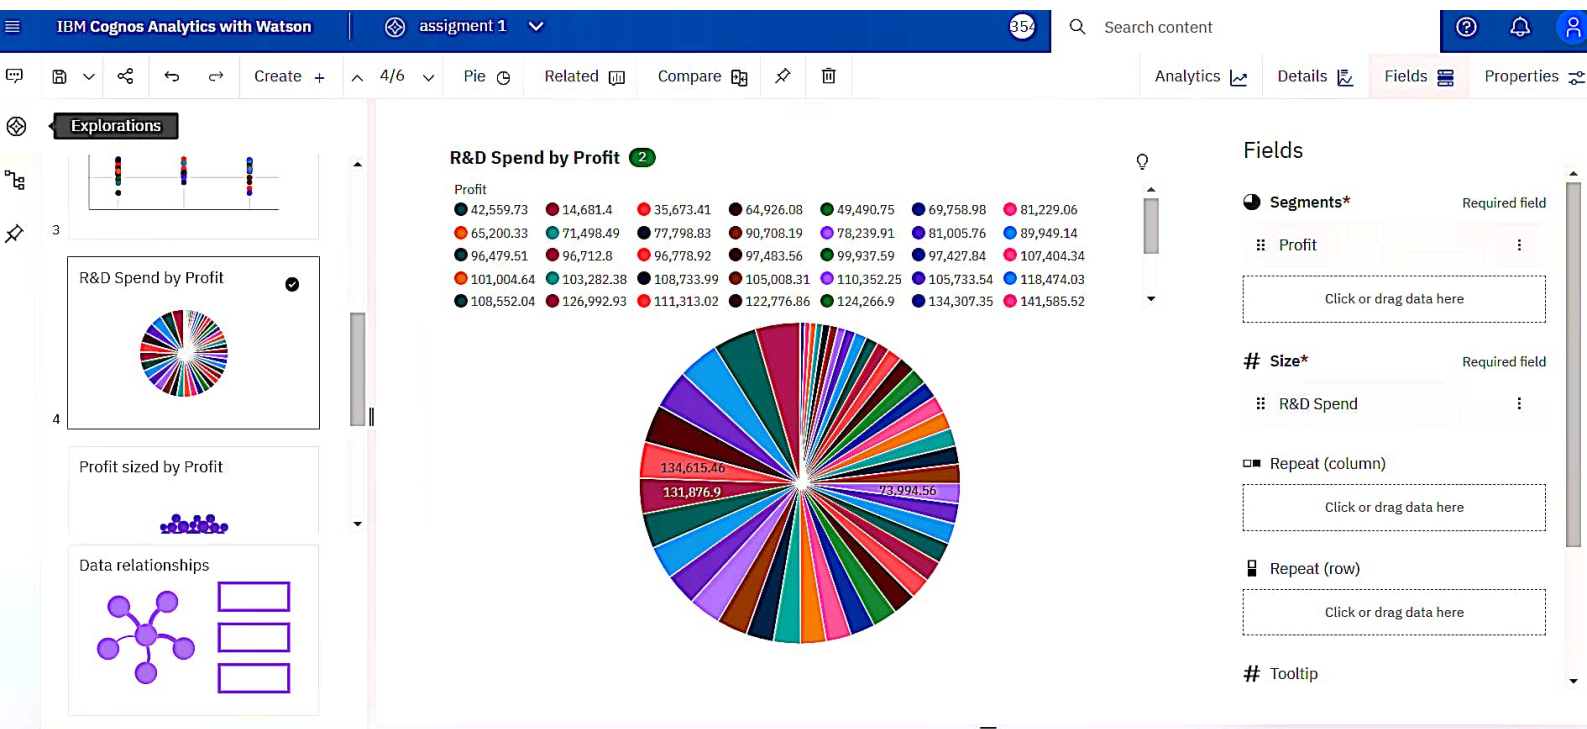 IBM Cognos Analytics with Watson
assigment 1
354
Search content
Create +
4/6
Pie
Related
Compare
Analytics
Details
Fields
Properties
Explorations
3
R&D Spend by Profit
4
Profit sized by Profit
Data relationships
R&D Spend by Profit 2
Profit
42,559.73 14,681.4 35,673.41 64,926.08 49,490.75 69,758.98 81,229.06
65,200.33 71,498.49 77,798.83 90,708.19 78,239.91 81,005.76 89,949.14
96,479.51 96,712.8 96,778.92 97,483.56 99,937.59 97,427.84 107,404.34
101,004.64 103,282.38 108,733.99 105,008.31 110,352.25 105,733.54 118,474.03
108,552.04 126,992.93 111,313.02 122,776.86 124,266.9 134,307.35 141,585.52
134,615.46
131,876.9
73,994.56
Fields
Segments* Required field
Profit
Click or drag data here
# Size* Required field
R&D Spend
Repeat (column)
Click or drag data here
Repeat (row)
Click or drag data here
# Tooltip